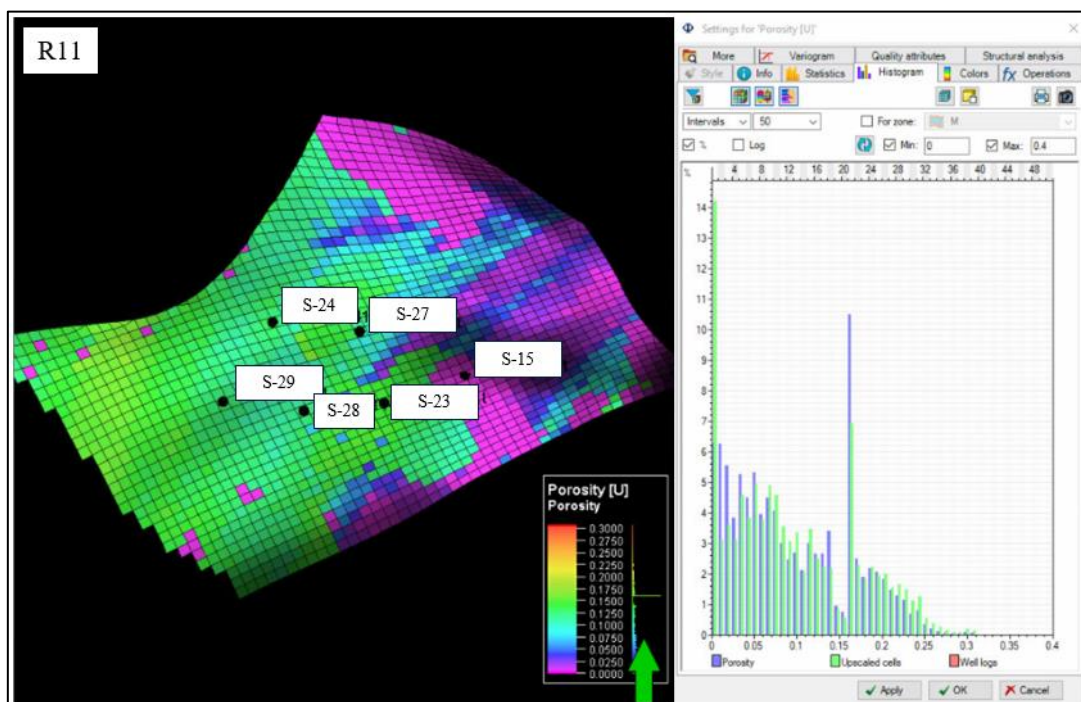 R11
S-24
S-27
S-15
S-29
S-28
S-23
Porosity [U]
Porosity
0.3000
0.2750
0.2500
0.2250
0.2000
0.1750
0.1500
0.1250
0.1000
0.0750
0.0500
0.0250
0.0000
Settings for 'Porosity [U]'
More Variogram Quality attributes Structural analysis
Style Info Statistics Histogram Colors Operations
Intervals 50 For zone: M
% Log Min: 0 Max: 0.4
% 4 8 12 16 20 24 28 32 36 40 44 48
14
13
12
11
10
9
8
7
6
5
4
3
2
1
0
0 0.05 0.1 0.15 0.2 0.25 0.3 0.35 0.4
Porosity Upscaled cells Well logs
Apply OK Cancel